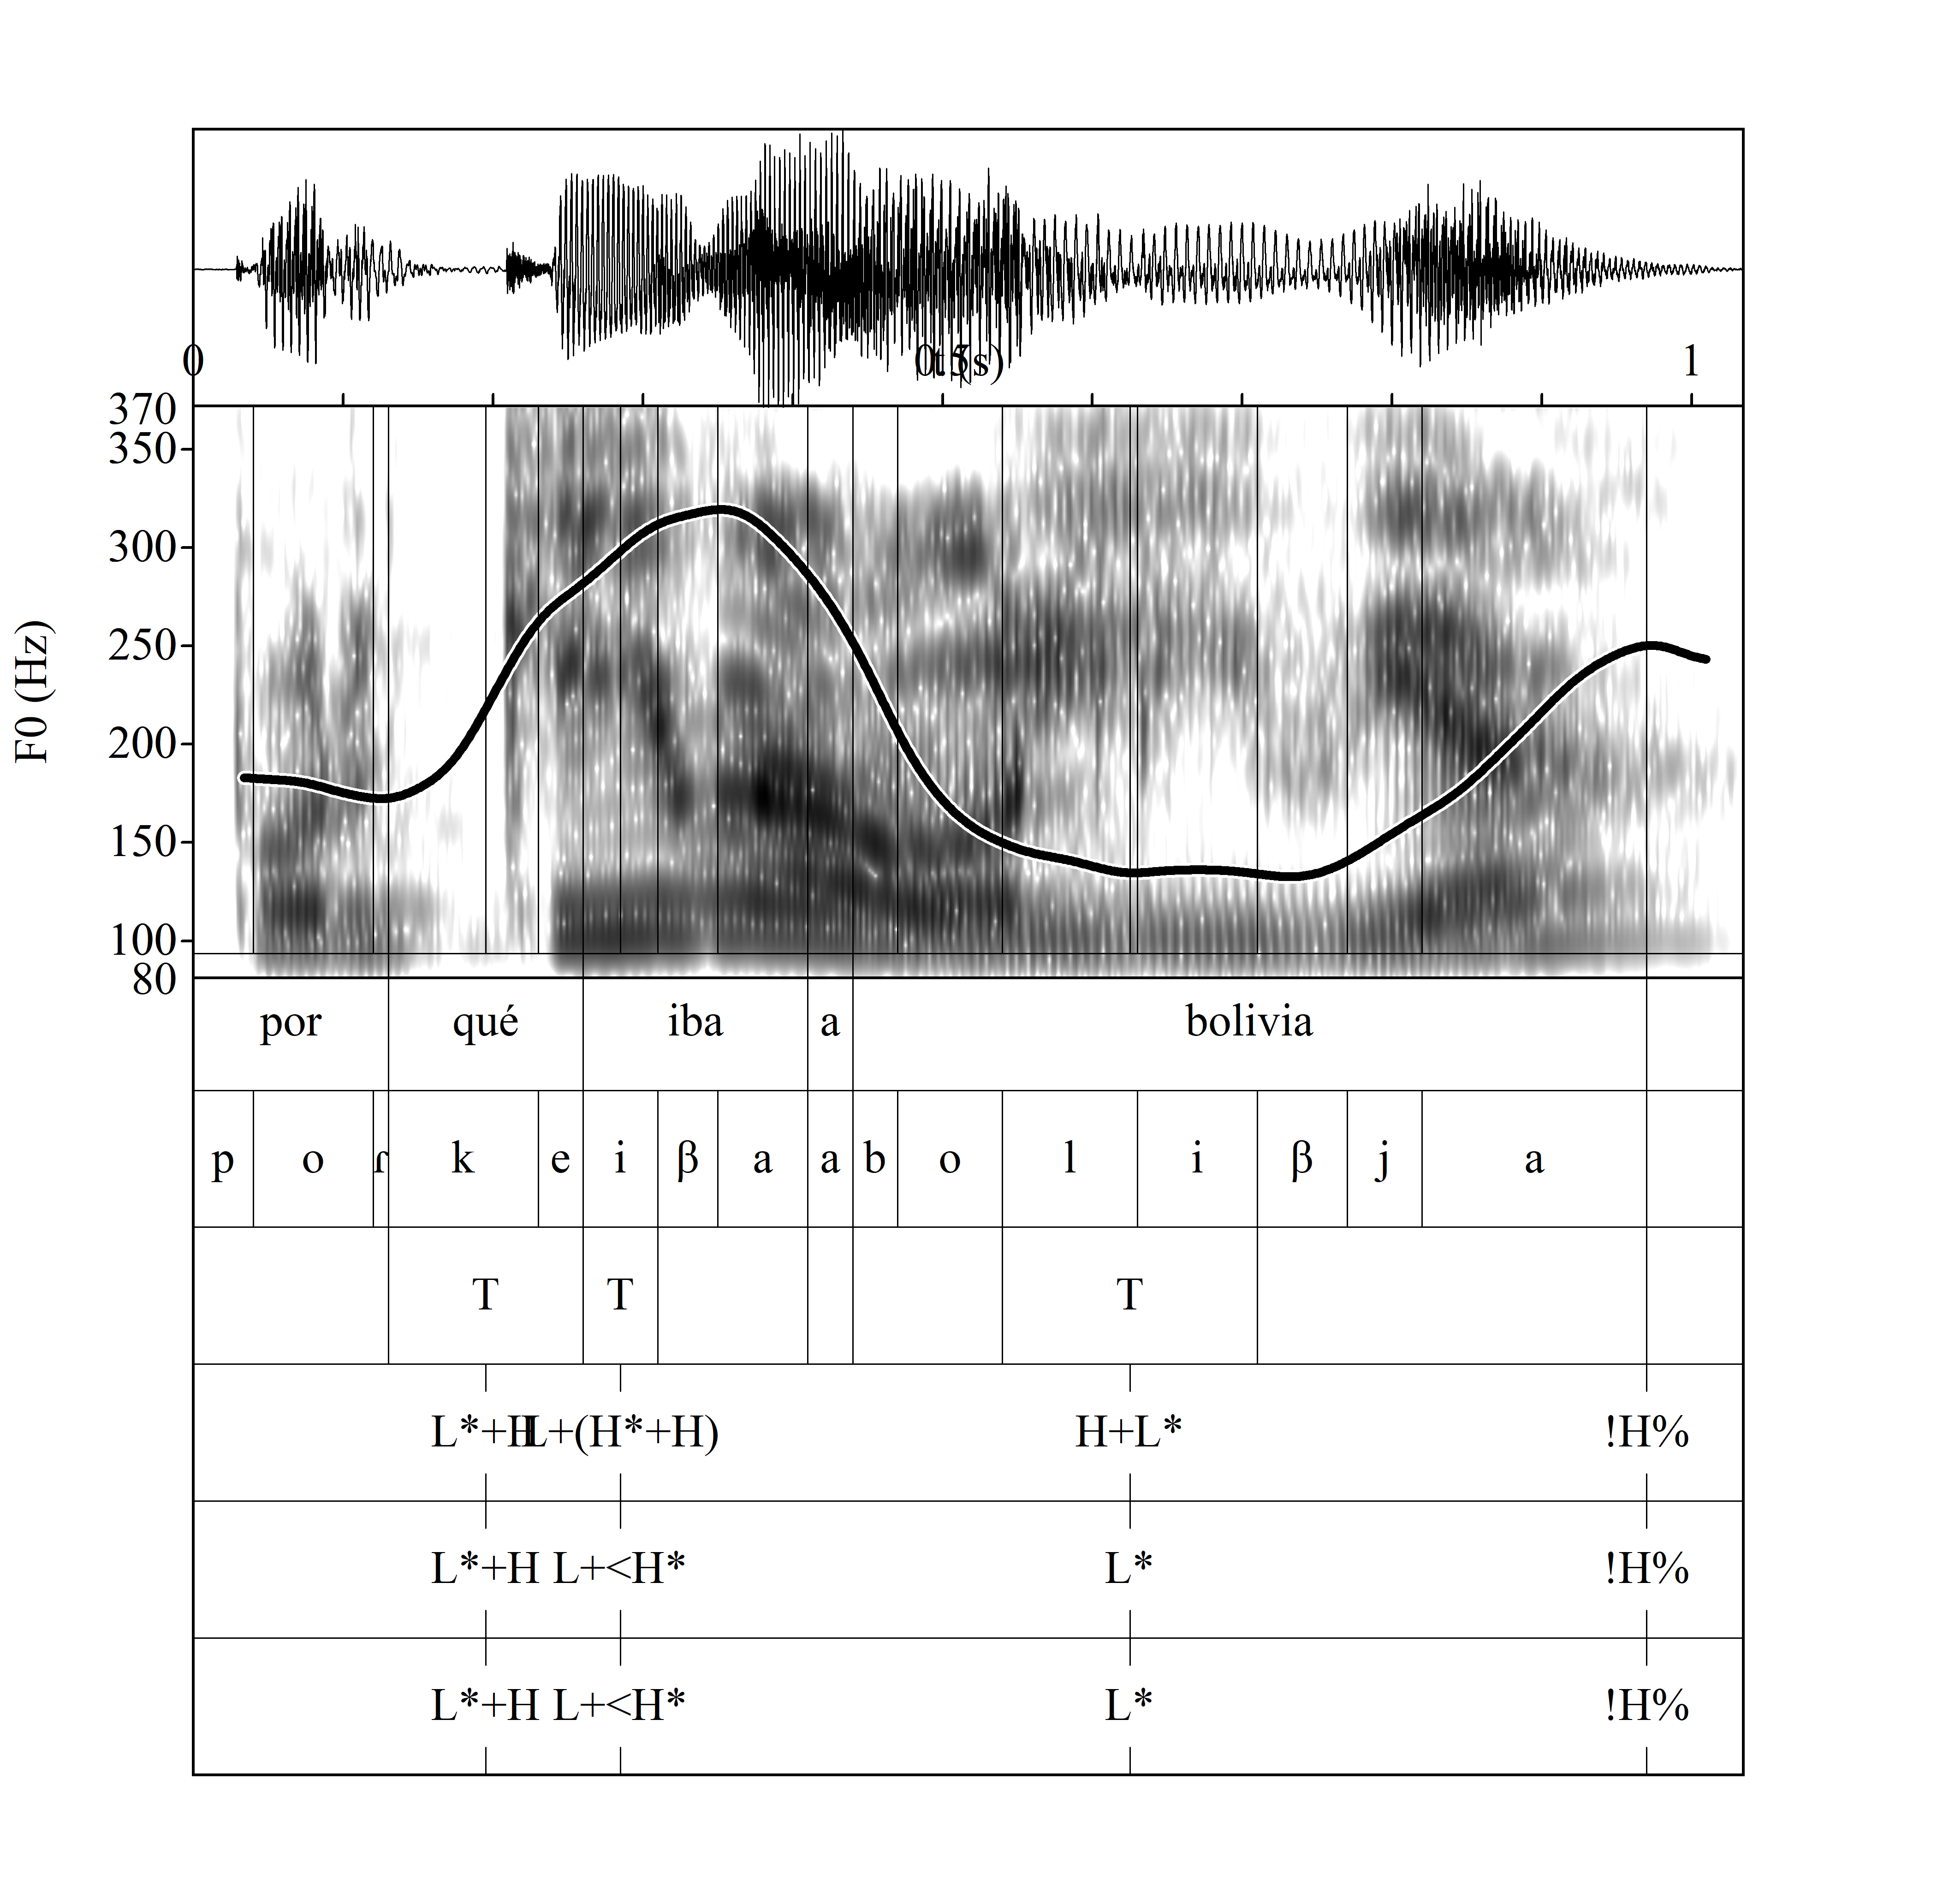 0 0.5 t (s) 1
370
350
300
250
200
150
100
80
F0 (Hz)
por qué iba a bolivia
p o ɾ k e i β a a b o l i β j a
T T T
L*+H L+(H*+H) H+L* !H%
L*+H L+<H* L* !H%
L*+H L+<H* L* !H%